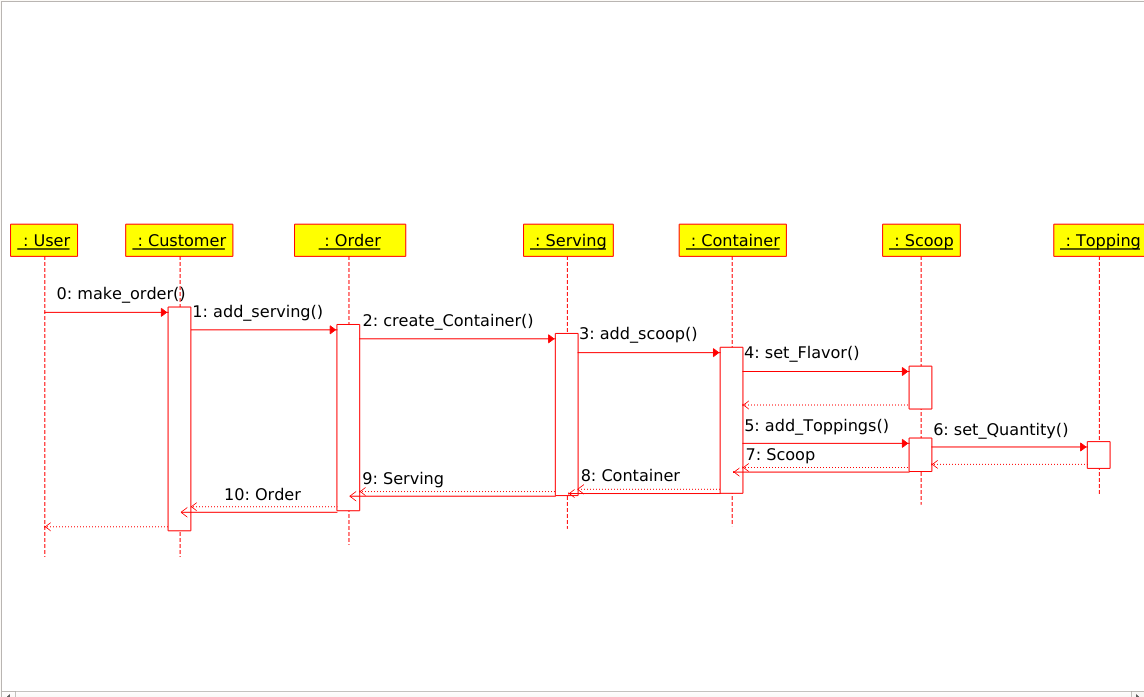 : User
: Customer
: Order
: Serving
: Container
: Scoop
: Topping
0: make_order()
1: add_serving()
2: create_Container()
3: add_scoop()
4: set_Flavor()
5: add_Toppings()
6: set_Quantity()
7: Scoop
8: Container
9: Serving
10: Order